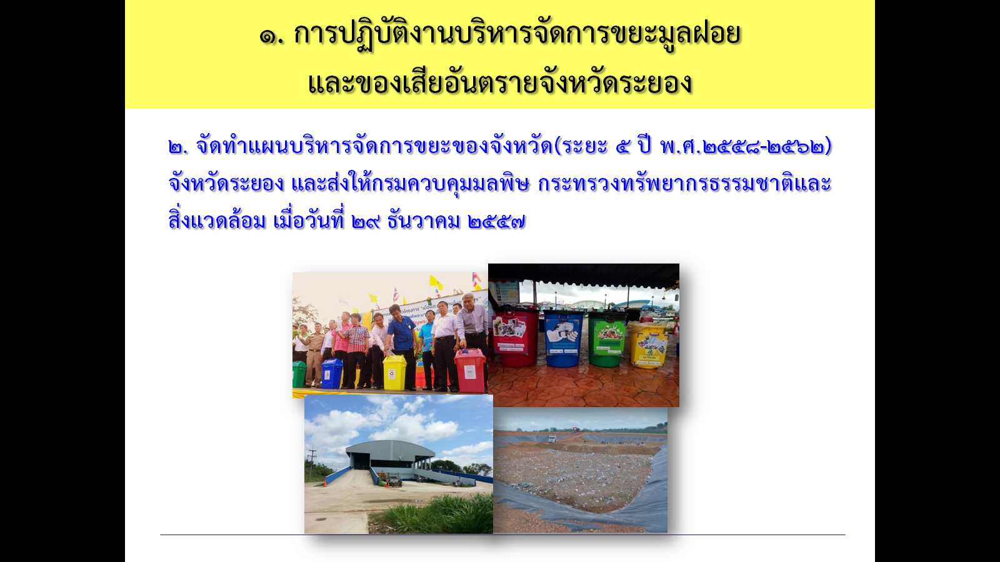 ๑. การปฏิบัติงานบริหารจัดการขยะมูลฝอย
และของเสียอันตรายจังหวัดระยอง
๒. จัดทำแผนบริหารจัดการขยะของจังหวัด(ระยะ ๕ ปี พ.ศ.๒๕๕๘-๒๕๖๒)
จังหวัดระยอง และส่งให้กรมควบคุมมลพิษ กระทรวงทรัพยากรธรรมชาติและ
สิ่งแวดล้อม เมื่อวันที่ ๒๙ ธันวาคม ๒๕๕๗